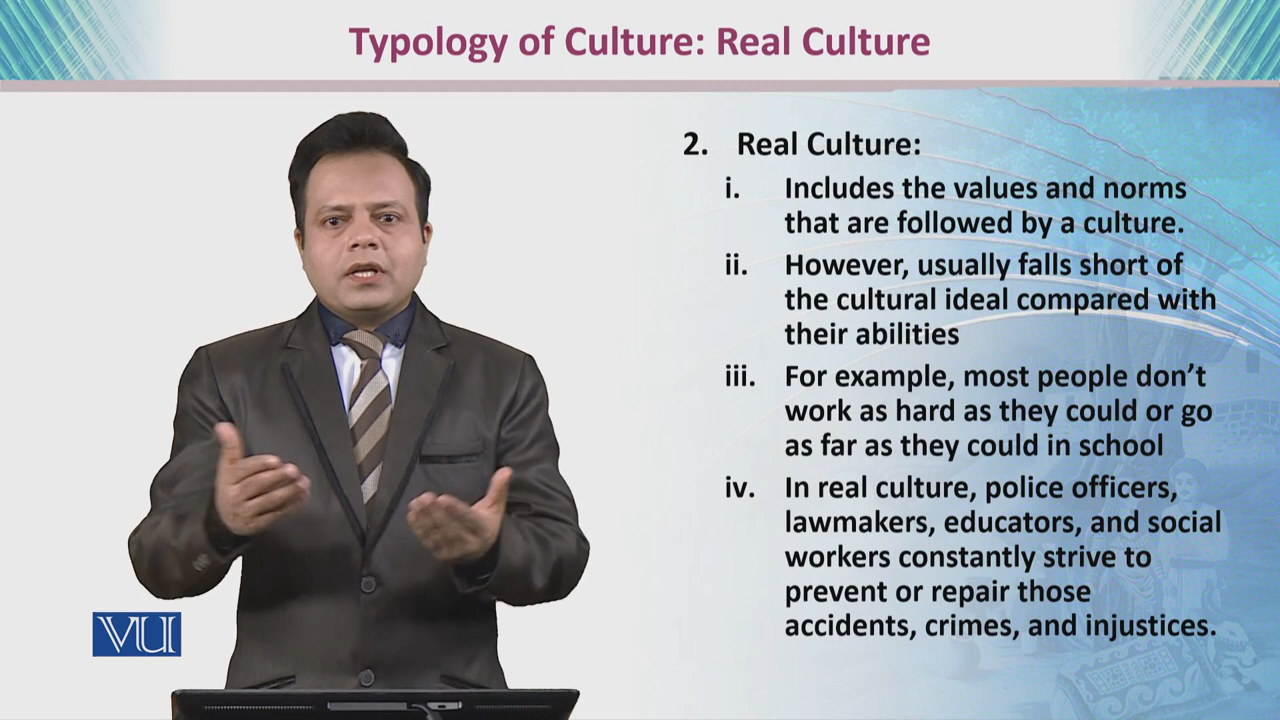 Typology of Culture: Real Culture
2. Real Culture:
i. Includes the values and norms
that are followed by a culture.
ii. However, usually falls short of
the cultural ideal compared with
their abilities
iii. For example, most people don’t
work as hard as they could or go
as far as they could in school
iv. In real culture, police officers,
lawmakers, educators, and social
workers constantly strive to
prevent or repair those
accidents, crimes, and injustices.
VU